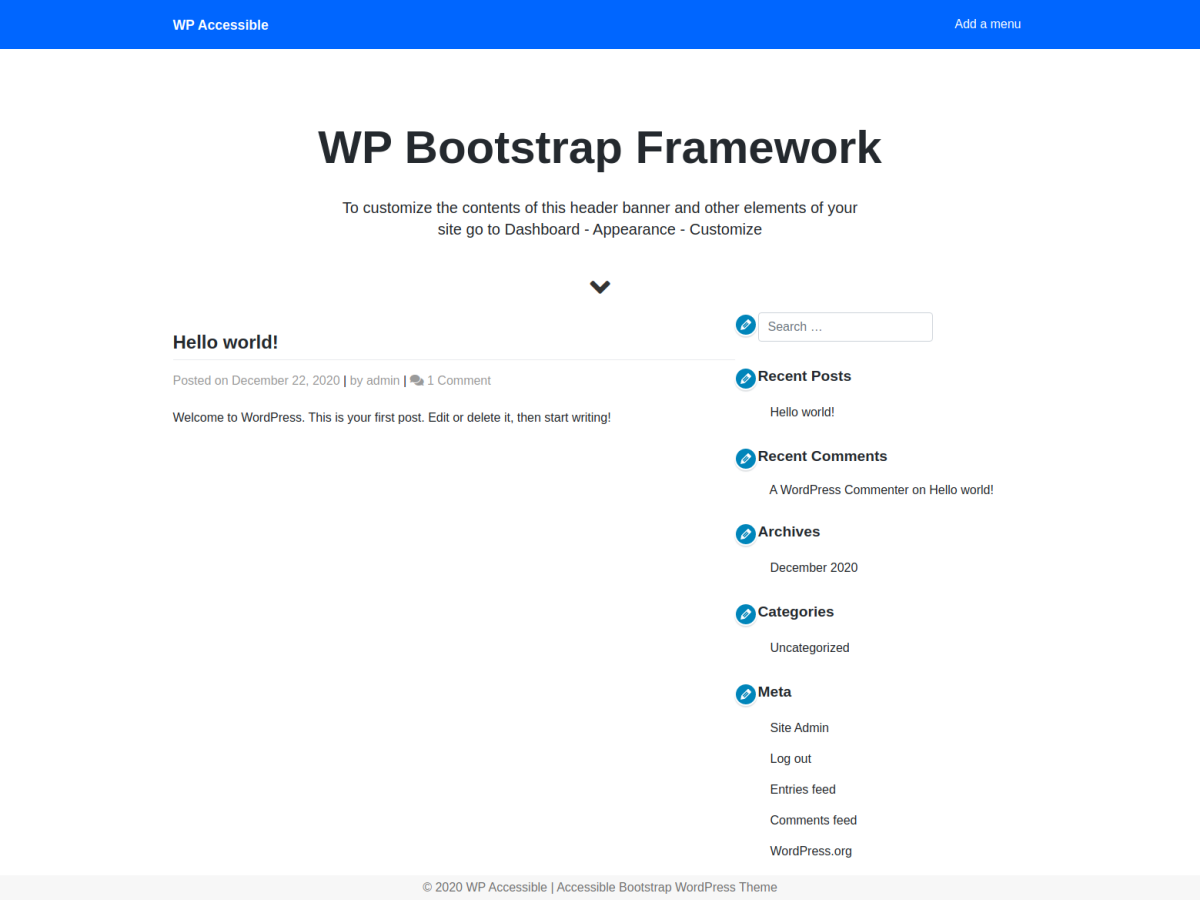 WP Accessible
Add a menu
WP Bootstrap Framework
To customize the contents of this header banner and other elements of your
site go to Dashboard - Appearance - Customize
Hello world!
Posted on December 22, 2020 | by admin | 1 Comment
Welcome to WordPress. This is your first post. Edit or delete it, then start writing!
Search …
Recent Posts
Hello world!
Recent Comments
A WordPress Commenter on Hello world!
Archives
December 2020
Categories
Uncategorized
Meta
Site Admin
Log out
Entries feed
Comments feed
WordPress.org
© 2020 WP Accessible | Accessible Bootstrap WordPress Theme